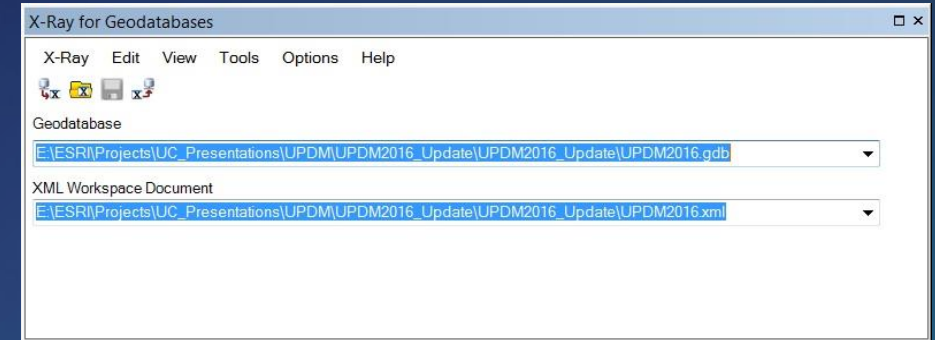 X-Ray for Geodatabases
X-Ray Edit View Tools Options Help
Geodatabase
E:\ESRI\Projects\UC_Presentations\UPDM\UPDM2016_Update\UPDM2016_Update\UPDM2016.gdb
XML Workspace Document
E:\ESRI\Projects\UC_Presentations\UPDM\UPDM2016_Update\UPDM2016_Update\UPDM2016.xml